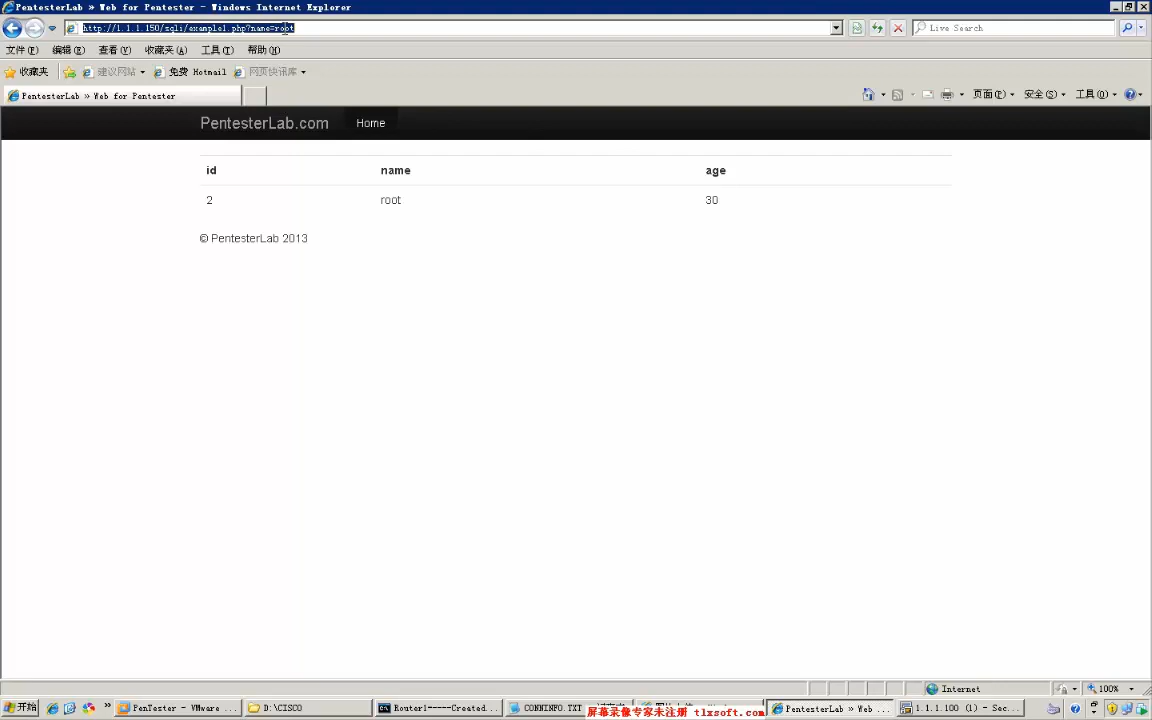 PentesterLab » Web for Pentester - Windows Internet Explorer
http://1.1.1.150/sqli/example1.php?name=root
Live Search
文件(F) 编辑(E) 查看(V) 收藏夹(A) 工具(T) 帮助(H)
收藏夹 建议网站 免费 Hotmail 网页快讯库
PentesterLab » Web for Pentester
页面(P) 安全(S) 工具(O)
PentesterLab.com Home
id name age
2 root 30
© PentesterLab 2013
Internet 100%
开始 PenTester - VMware ... D:\CISCO Router1-----Created... CONNINFO.TXT PentesterLab » Web ... 1.1.1.100 (1) - Sec...
屏幕录像专家未注册 tlxsoft.com